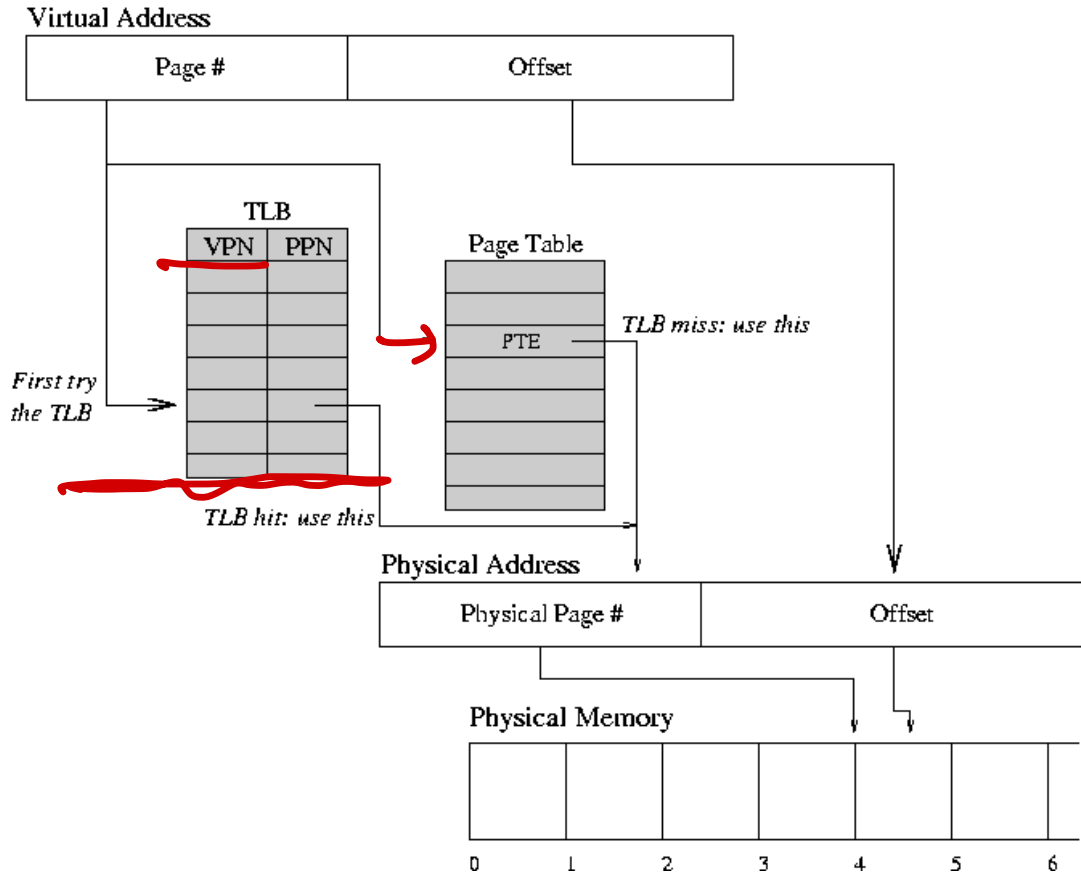 Virtual Address
Page #
Offset
TLB
VPN
PPN
Page Table
PTE
TLB miss: use this
First try
the TLB
TLB hit: use this
Physical Address
Physical Page #
Offset
Physical Memory
0 1 2 3 4 5 6